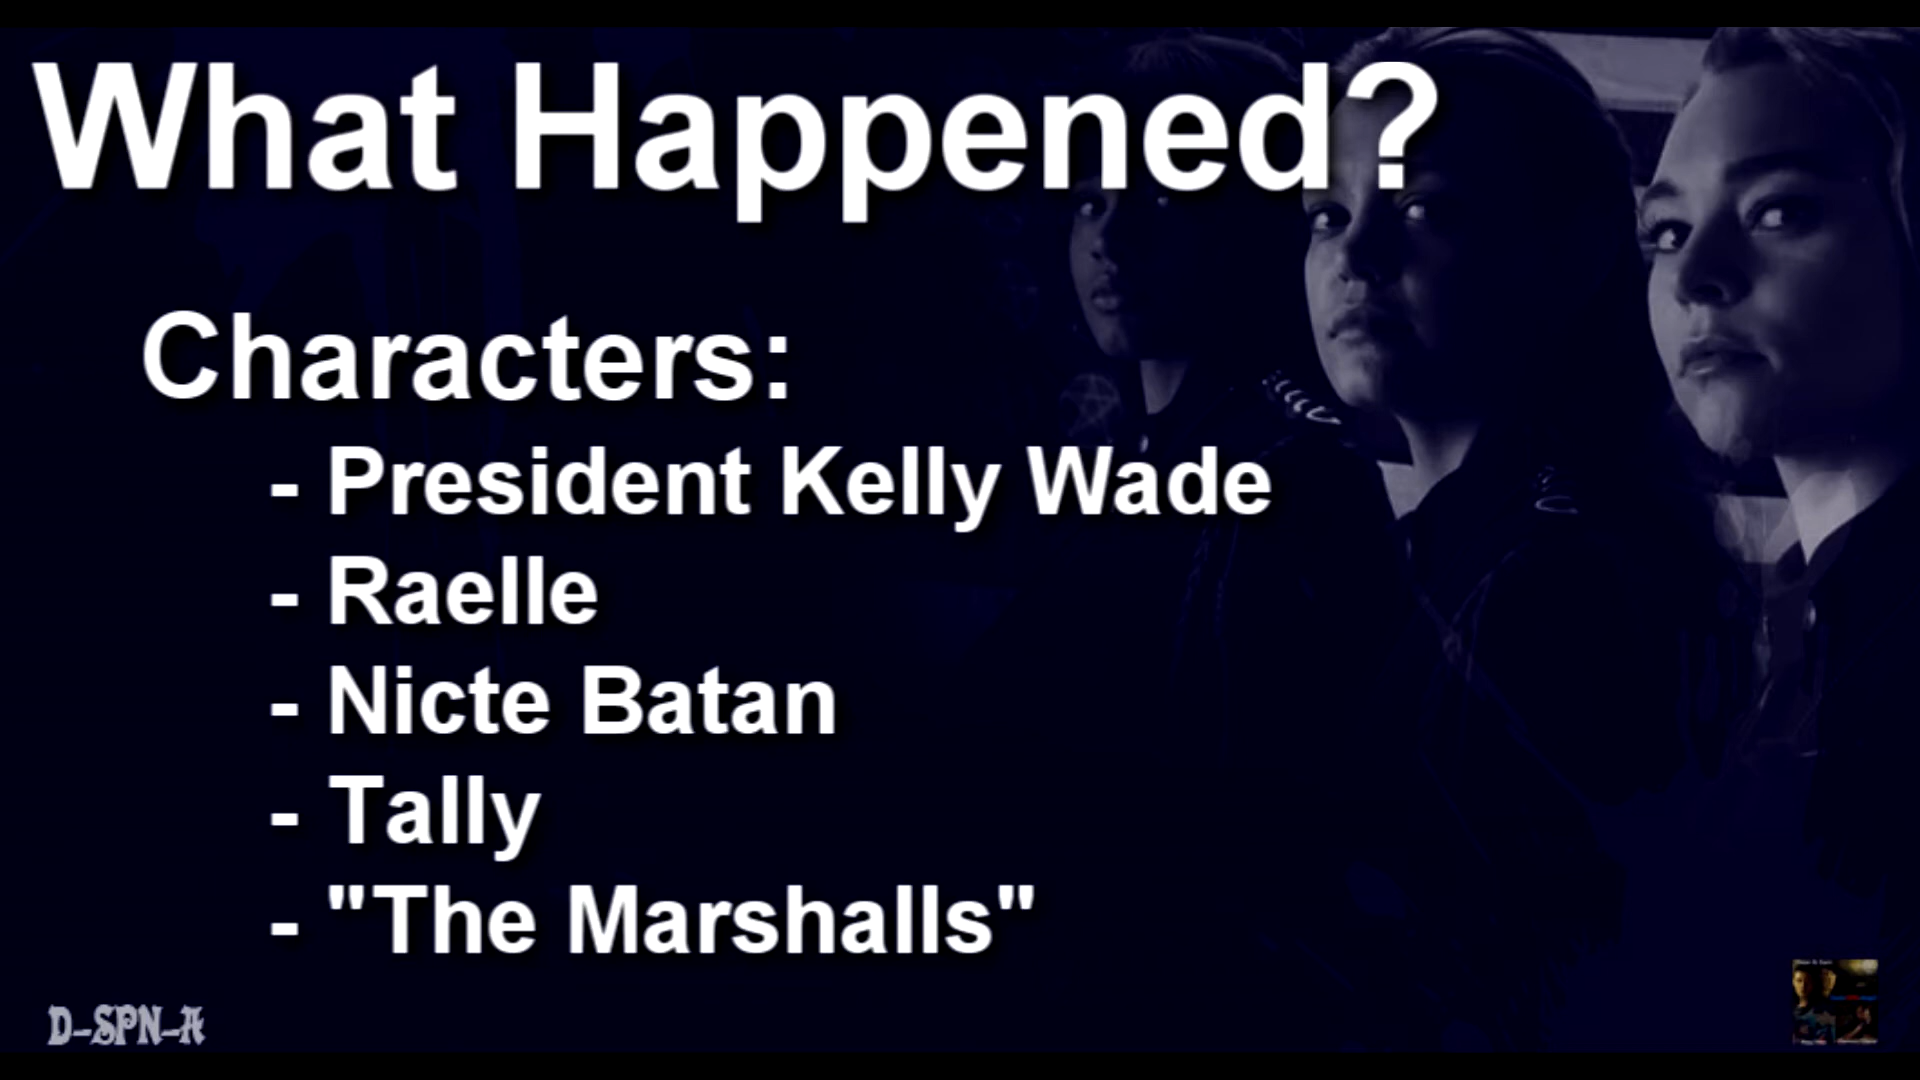 What Happened?
Characters:
- President Kelly Wade
- Raelle
- Nicte Batan
- Tally
- "The Marshalls"
D-SPN-A